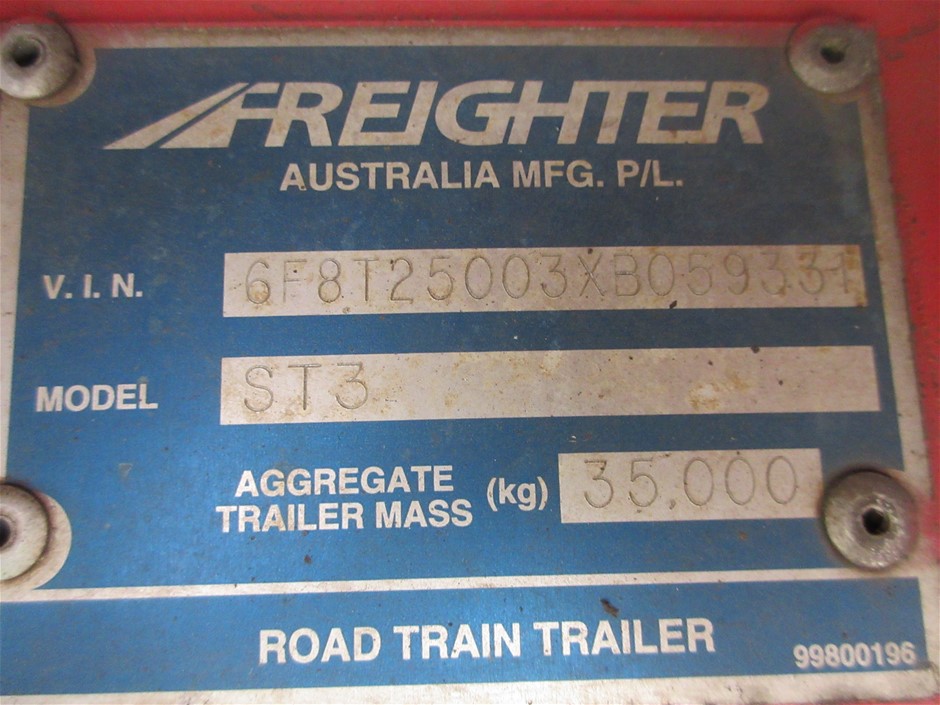 FREIGHTER
AUSTRALIA MFG. P/L.
V. I. N. 6F8T25003XB059331
MODEL ST3
AGGREGATE TRAILER MASS (kg) 35,000
ROAD TRAIN TRAILER
99800196